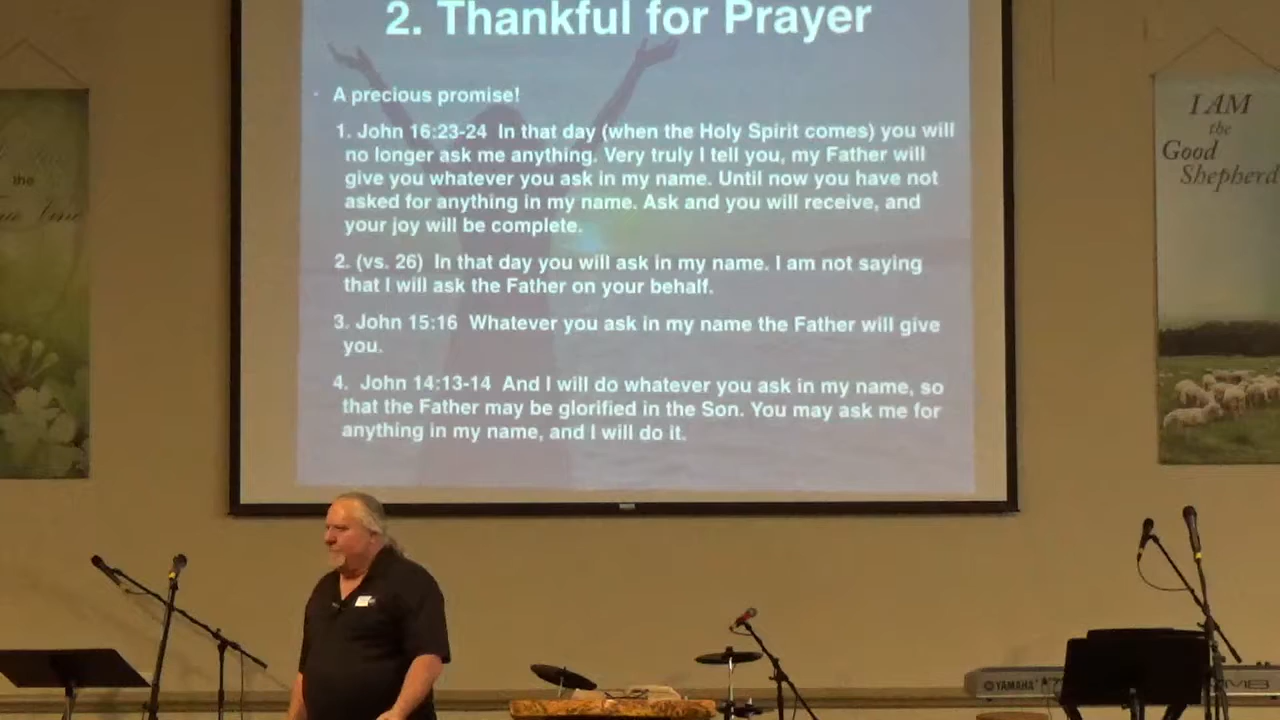 2. Thankful for Prayer
A precious promise!
1. John 16:23-24 In that day (when the Holy Spirit comes) you will
no longer ask me anything. Very truly I tell you, my Father will
give you whatever you ask in my name. Until now you have not
asked for anything in my name. Ask and you will receive, and
your joy will be complete.
2. (vs. 26) In that day you will ask in my name. I am not saying
that I will ask the Father on your behalf.
3. John 15:16 Whatever you ask in my name the Father will give
you.
4. John 14:13-14 And I will do whatever you ask in my name, so
that the Father may be glorified in the Son. You may ask me for
anything in my name, and I will do it.
the
I AM
the
Good
Shepherd
YAMAHA